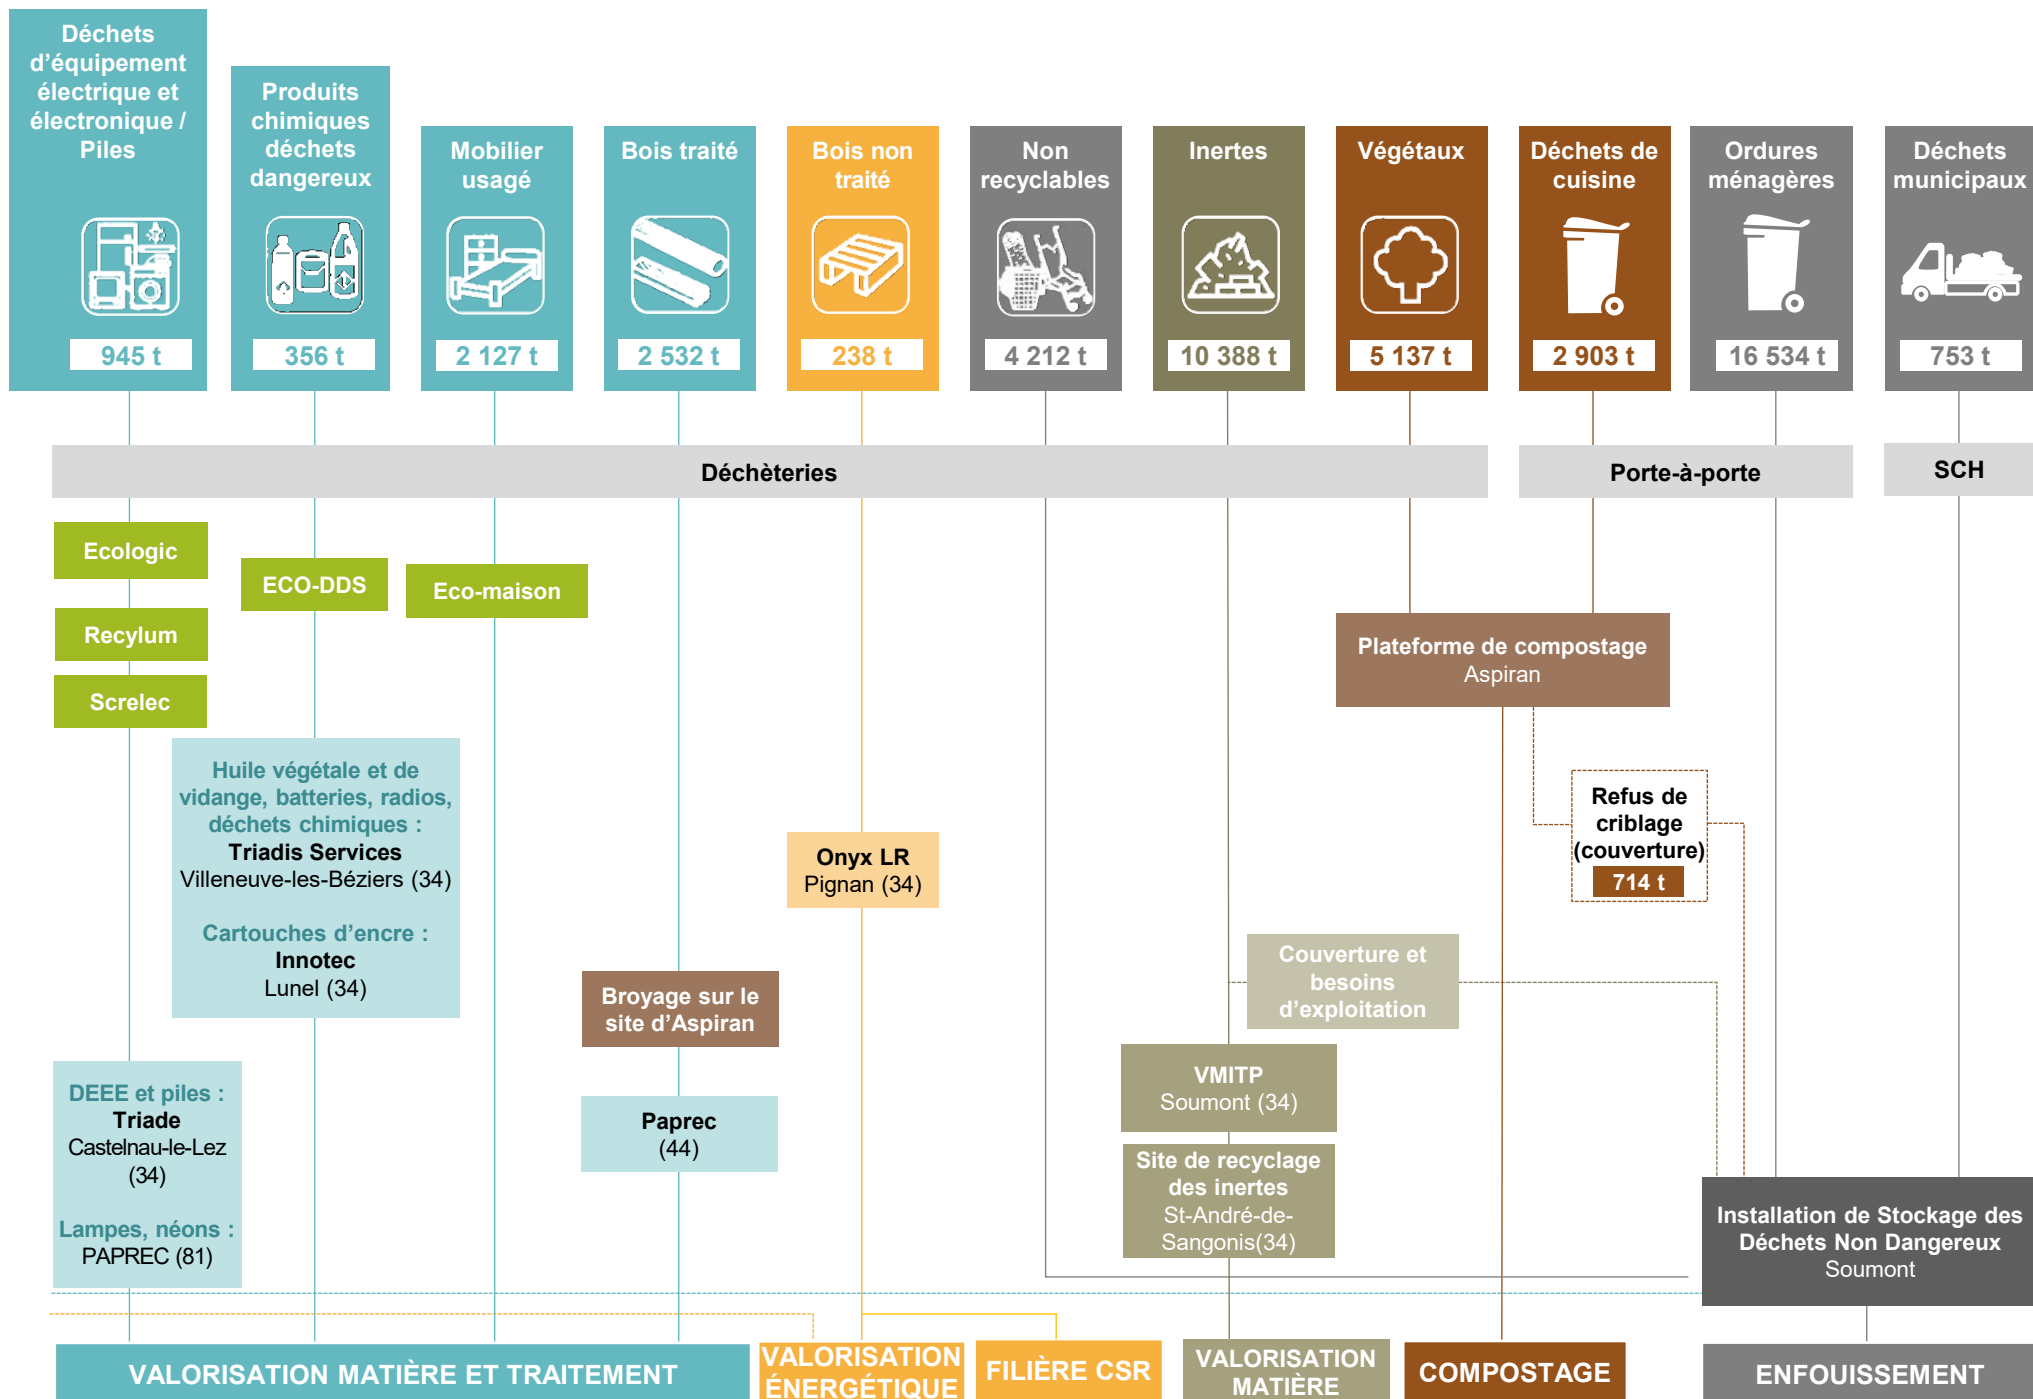 Déchets
d'équipement
électrique et
électronique /
Piles
945 t
Produits
chimiques
déchets
dangereux
356 t
Mobilier
usagé
2 127 t
Bois traité
2 532 t
Bois non
traité
238 t
Non
recyclables
4 212 t
Inertes
10 388 t
Végétaux
5 137 t
Déchets de
cuisine
2 903 t
Ordures
ménagères
16 534 t
Déchets
municipaux
753 t
Déchèteries
Porte-à-porte
SCH
Ecologic
Recylum
Screlec
ECO-DDS
Eco-maison
Plateforme de compostage
Aspiran
Huile végétale et de
vidange, batteries, radios,
déchets chimiques :
Triadis Services
Villeneuve-les-Béziers (34)
Cartouches d'encre :
Innotec
Lunel (34)
Refus de
criblage
(couverture)
714 t
Onyx LR
Pignan (34)
Couverture et
besoins
d'exploitation
Broyage sur le
site d'Aspiran
DEEE et piles :
Triade
Castelnau-le-Lez
(34)
Lampes, néons :
PAPREC (81)
Paprec
(44)
VMITP
Soumont (34)
Site de recyclage
des inertes
St-André-de-
Sangonis(34)
Installation de Stockage des
Déchets Non Dangereux
Soumont
VALORISATION MATIÈRE ET TRAITEMENT
VALORISATION
ÉNERGÉTIQUE
FILIÈRE CSR
VALORISATION
MATIÈRE
COMPOSTAGE
ENFOUISSEMENT